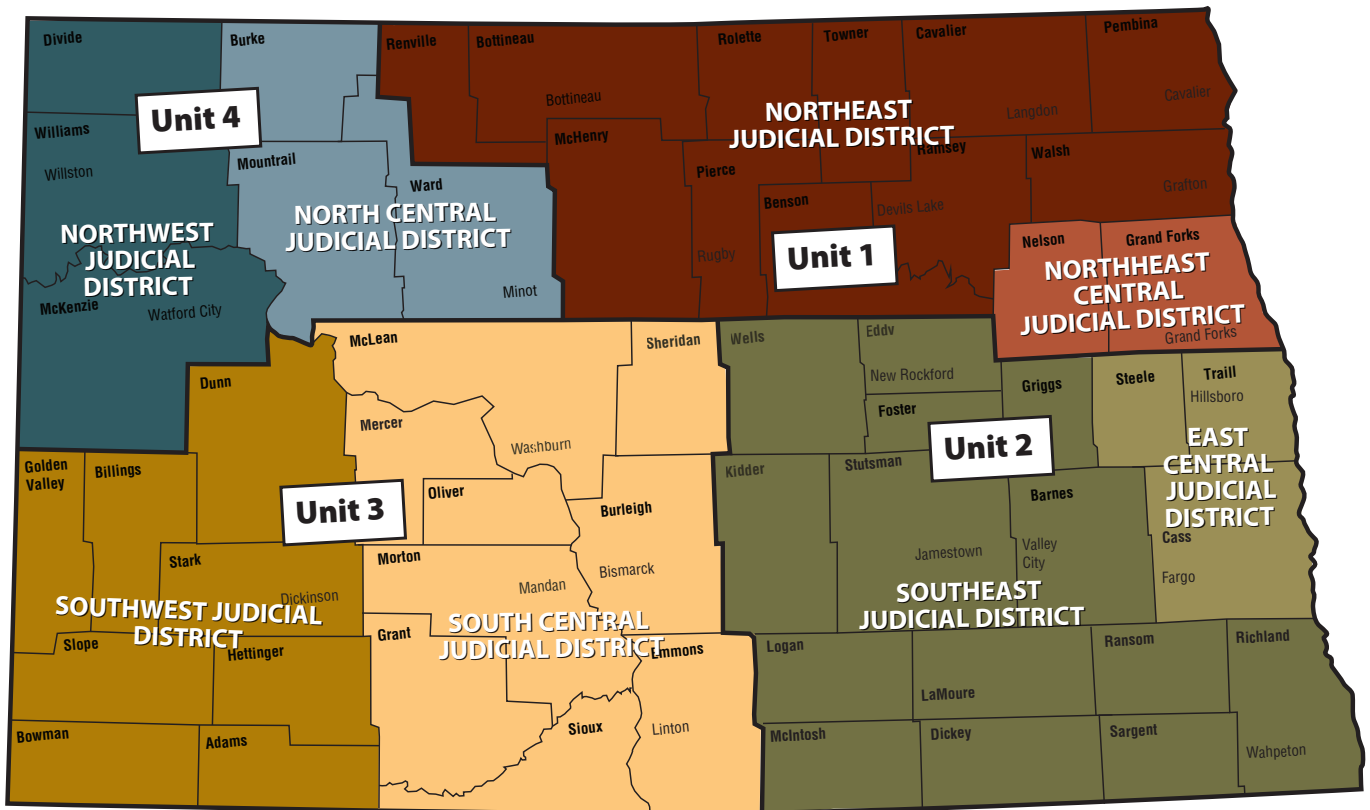 Divide
Burke
Renville
Bottineau
Rolette
Towner
Cavalier
Pembina
Bottineau
Cavalier
Langdon
Unit 4
NORTHEAST
JUDICIAL DISTRICT
Williams
McHenry
Ramsey
Walsh
Mountrail
Willston
Pierce
Ward
Benson
Grafton
Devils Lake
NORTH CENTRAL
JUDICIAL DISTRICT
NORTHWEST
JUDICIAL
DISTRICT
Nelson
Grand Forks
Rugby
Unit 1
NORTHHEAST
CENTRAL
JUDICIAL DISTRICT
Minot
McKenzie
Watford City
Grand Forks
McLean
Sheridan
Wells
Eddv
New Rockford
Dunn
Griggs
Steele
Traill
Hillsboro
Foster
Mercer
Washburn
Unit 2
EAST
CENTRAL
JUDICIAL
DISTRICT
Golden
Valley
Billings
Kidder
Stutsman
Oliver
Unit 3
Burleigh
Barnes
Cass
Morton
Stark
Jamestown
Valley
City
Fargo
Mandan
Bismarck
Dickinson
SOUTHWEST JUDICIAL
DISTRICT
SOUTH CENTRAL
JUDICIAL DISTRICT
SOUTHEAST
JUDICIAL DISTRICT
Grant
Slope
Hettinger
Emmons
Logan
Ransom
Richland
LaMoure
Sioux
Linton
Bowman
Adams
McIntosh
Dickey
Sargent
Wahpeton